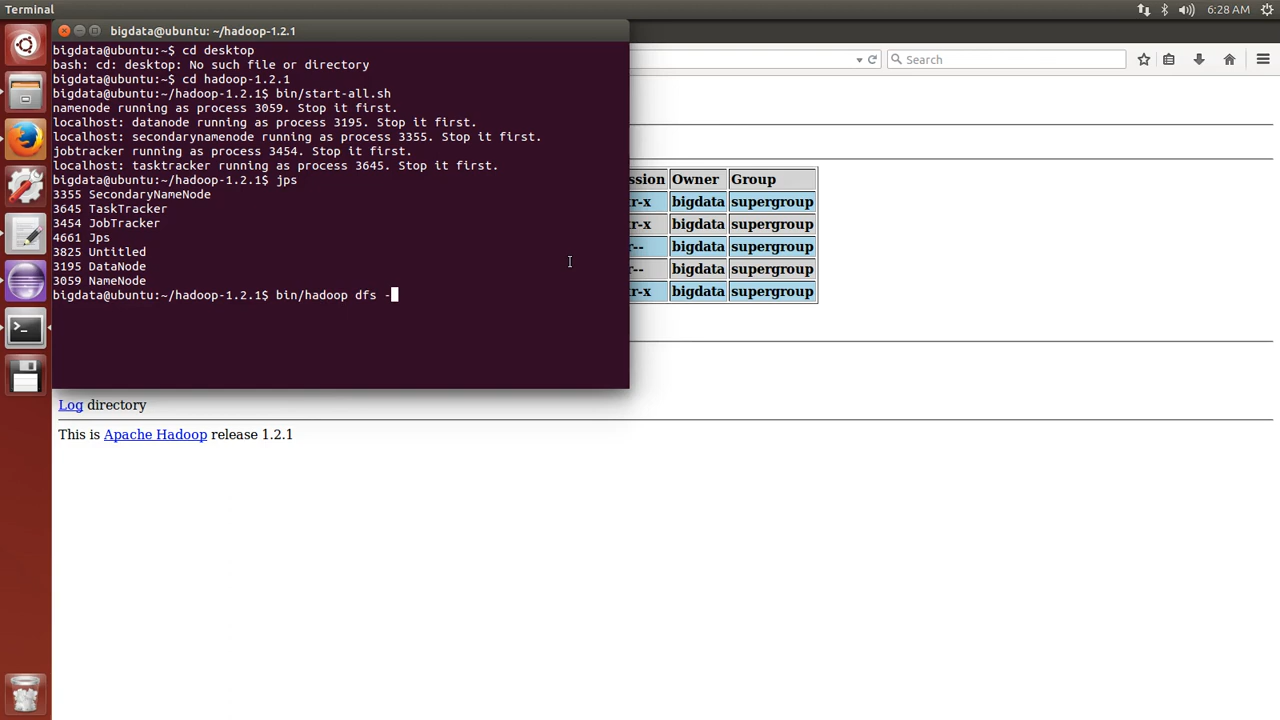 Terminal
6:28 AM
bigdata@ubuntu: ~/hadoop-1.2.1
bigdata@ubuntu:~$ cd desktop
bash: cd: desktop: No such file or directory
bigdata@ubuntu:~$ cd hadoop-1.2.1
bigdata@ubuntu:~/hadoop-1.2.1$ bin/start-all.sh
namenode running as process 3059. Stop it first.
localhost: datanode running as process 3195. Stop it first.
localhost: secondarynamenode running as process 3355. Stop it first.
jobtracker running as process 3454. Stop it first.
localhost: tasktracker running as process 3645. Stop it first.
bigdata@ubuntu:~/hadoop-1.2.1$ jps
3355 SecondaryNameNode
3645 TaskTracker
3454 JobTracker
4661 Jps
3825 Untitled
3195 DataNode
3059 NameNode
bigdata@ubuntu:~/hadoop-1.2.1$ bin/hadoop dfs -
Search
ssion Owner Group
r-x bigdata supergroup
r-x bigdata supergroup
r-- bigdata supergroup
r-- bigdata supergroup
r-x bigdata supergroup
Log directory
This is Apache Hadoop release 1.2.1